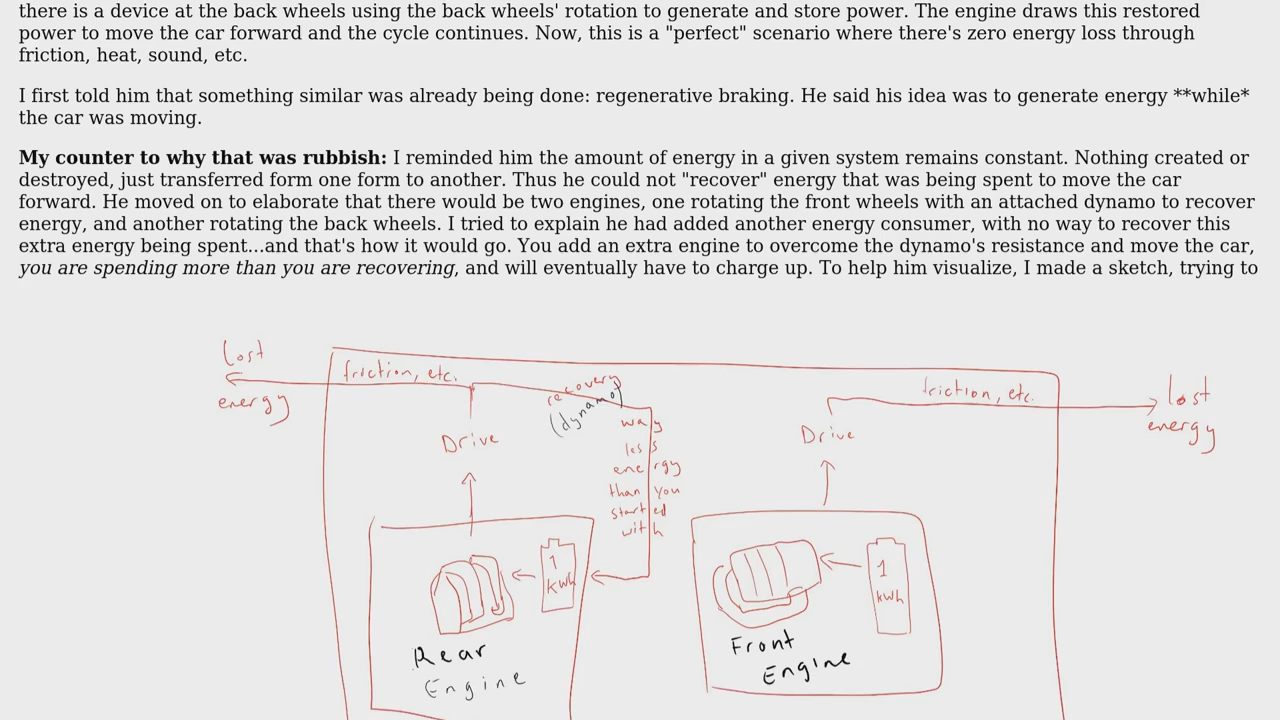 there is a device at the back wheels using the back wheels' rotation to generate and store power. The engine draws this restored
power to move the car forward and the cycle continues. Now, this is a "perfect" scenario where there's zero energy loss through
friction, heat, sound, etc.
I first told him that something similar was already being done: regenerative braking. He said his idea was to generate energy **while*
the car was moving.
My counter to why that was rubbish: I reminded him the amount of energy in a given system remains constant. Nothing created or
destroyed, just transferred form one form to another. Thus he could not "recover" energy that was being spent to move the car
forward. He moved on to elaborate that there would be two engines, one rotating the front wheels with an attached dynamo to recover
energy, and another rotating the back wheels. I tried to explain he had added another energy consumer, with no way to recover this
extra energy being spent...and that's how it would go. You add an extra engine to overcome the dynamo's resistance and move the car,
you are spending more than you are recovering, and will eventually have to charge up. To help him visualize, I made a sketch, trying to
Lost
energy
friction, etc.
recovery
(dynamo)
way
less
energy
than you
started
with
Drive
1
kWh
Rear
Engine
friction, etc.
Lost
energy
Drive
1
kWh
Front
Engine